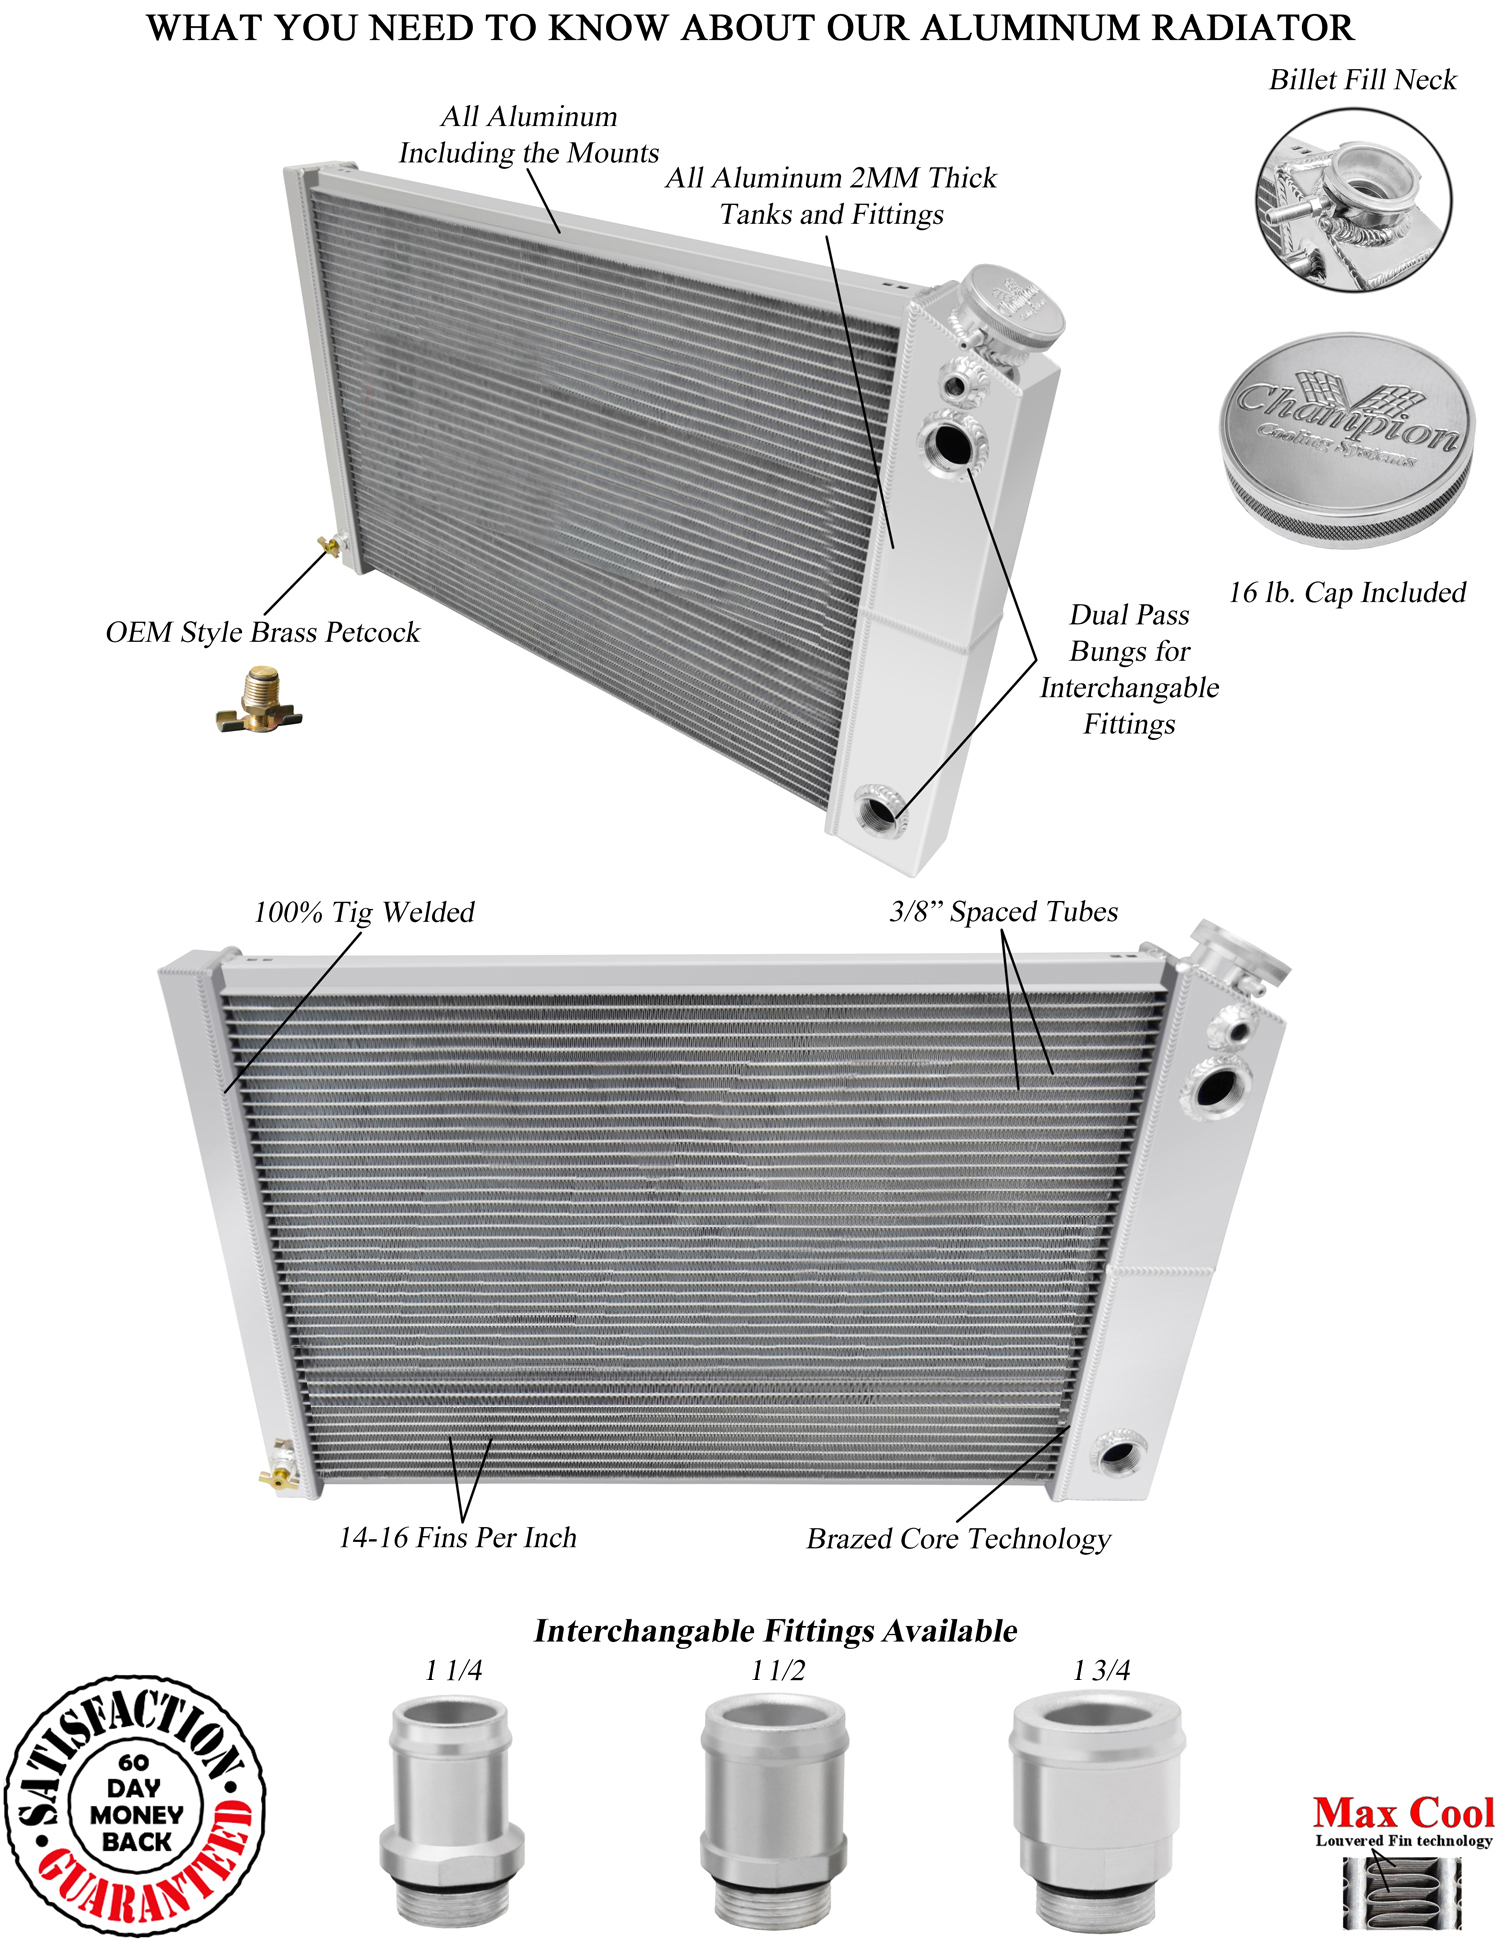 WHAT YOU NEED TO KNOW ABOUT OUR ALUMINUM RADIATOR
Billet Fill Neck
All Aluminum
Including the Mounts
All Aluminum 2MM Thick
Tanks and Fittings
Champion
Cooling Systems
Champion
16 lb. Cap Included
OEM Style Brass Petcock
Dual Pass
Bungs for
Interchangable
Fittings
100% Tig Welded
3/8” Spaced Tubes
14-16 Fins Per Inch
Brazed Core Technology
Interchangable Fittings Available
1 1/4
1 1/2
1 3/4
SATISFACTION
GUARANTEED
60
DAY
MONEY
BACK
Max Cool
Louvered Fin technology